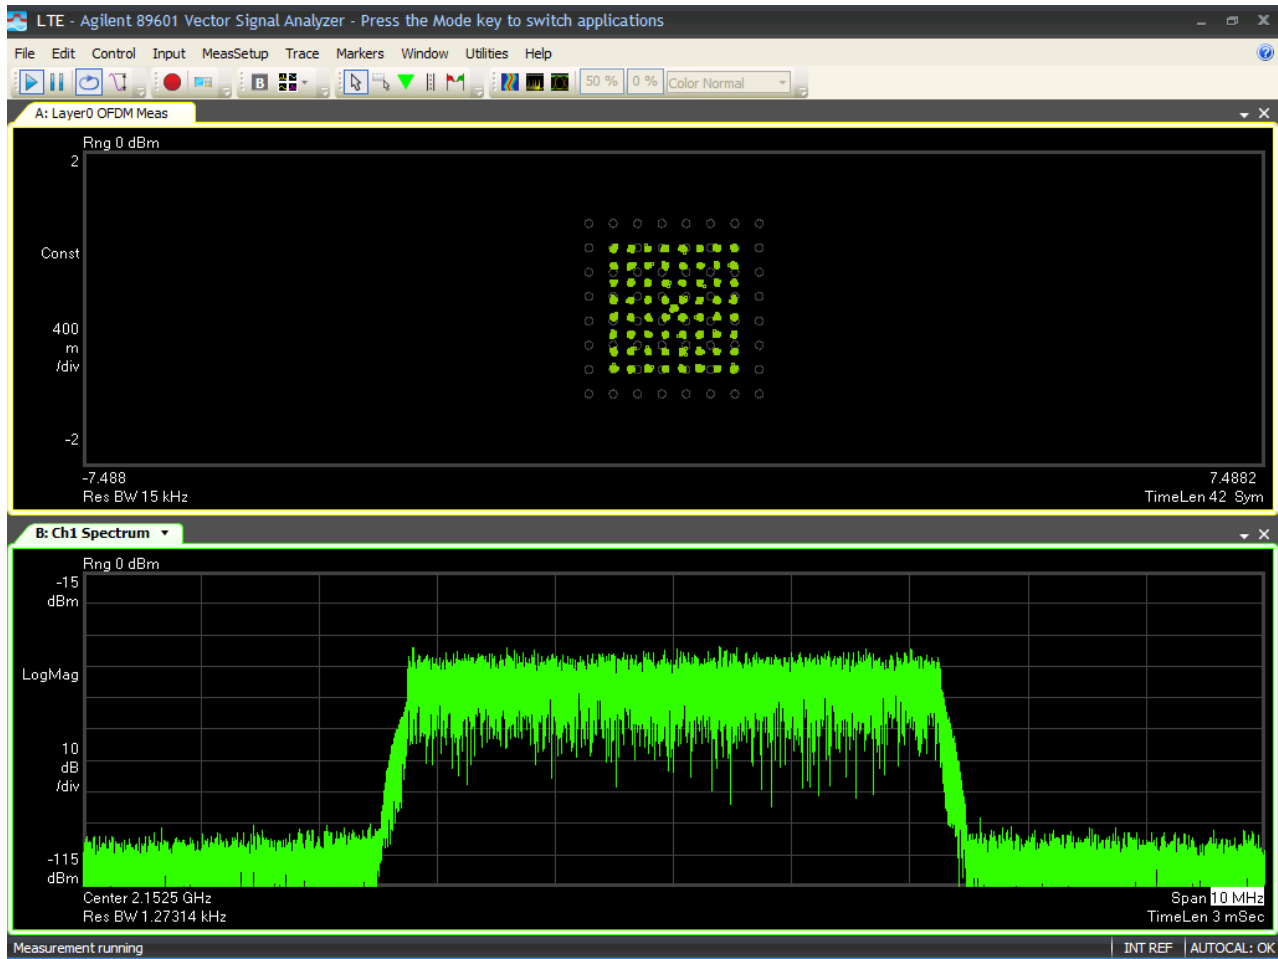 LTE - Agilent 89601 Vector Signal Analyzer - Press the Mode key to switch applications
File Edit Control Input MeasSetup Trace Markers Window Utilities Help
B 50 % 0 % Color Normal
A: Layer0 OFDM Meas
Rng 0 dBm
2
Const
400
m
/div
-2
-7.488 7.4882
Res BW 15 kHz TimeLen 42 Sym
B: Ch1 Spectrum
Rng 0 dBm
-15
dBm
LogMag
10
dB
/div
-115
dBm
Center 2.1525 GHz Span 10 MHz
Res BW 1.27314 kHz TimeLen 3 mSec
Measurement running INT REF AUTOCAL: OK